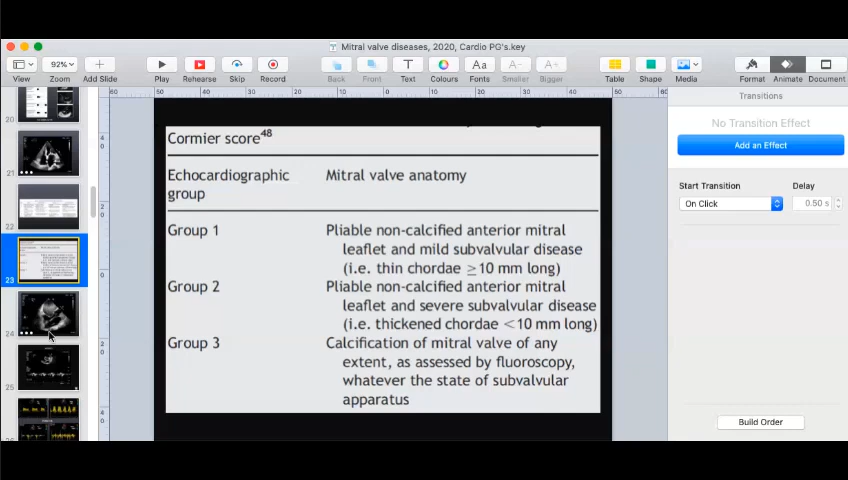 Mitral valve diseases, 2020, Cardio PG's.key
92%
View
Zoom
Add Slide
Play
Rehearse
Skip
Record
Back
Front
Text
Colours
Fonts
Smaller
Bigger
Table
Shape
Media
Format
Animate
Document
Transitions
No Transition Effect
Add an Effect
Start Transition
Delay
On Click
0.50 s
Build Order
20
21
22
23
24
25
Cormier score48
Echocardiographic group Mitral valve anatomy
Group 1 Pliable non-calcified anterior mitral
leaflet and mild subvalvular disease
(i.e. thin chordae ≥10 mm long)
Group 2 Pliable non-calcified anterior mitral
leaflet and severe subvalvular disease
(i.e. thickened chordae <10 mm long)
Group 3 Calcification of mitral valve of any
extent, as assessed by fluoroscopy,
whatever the state of subvalvular
apparatus